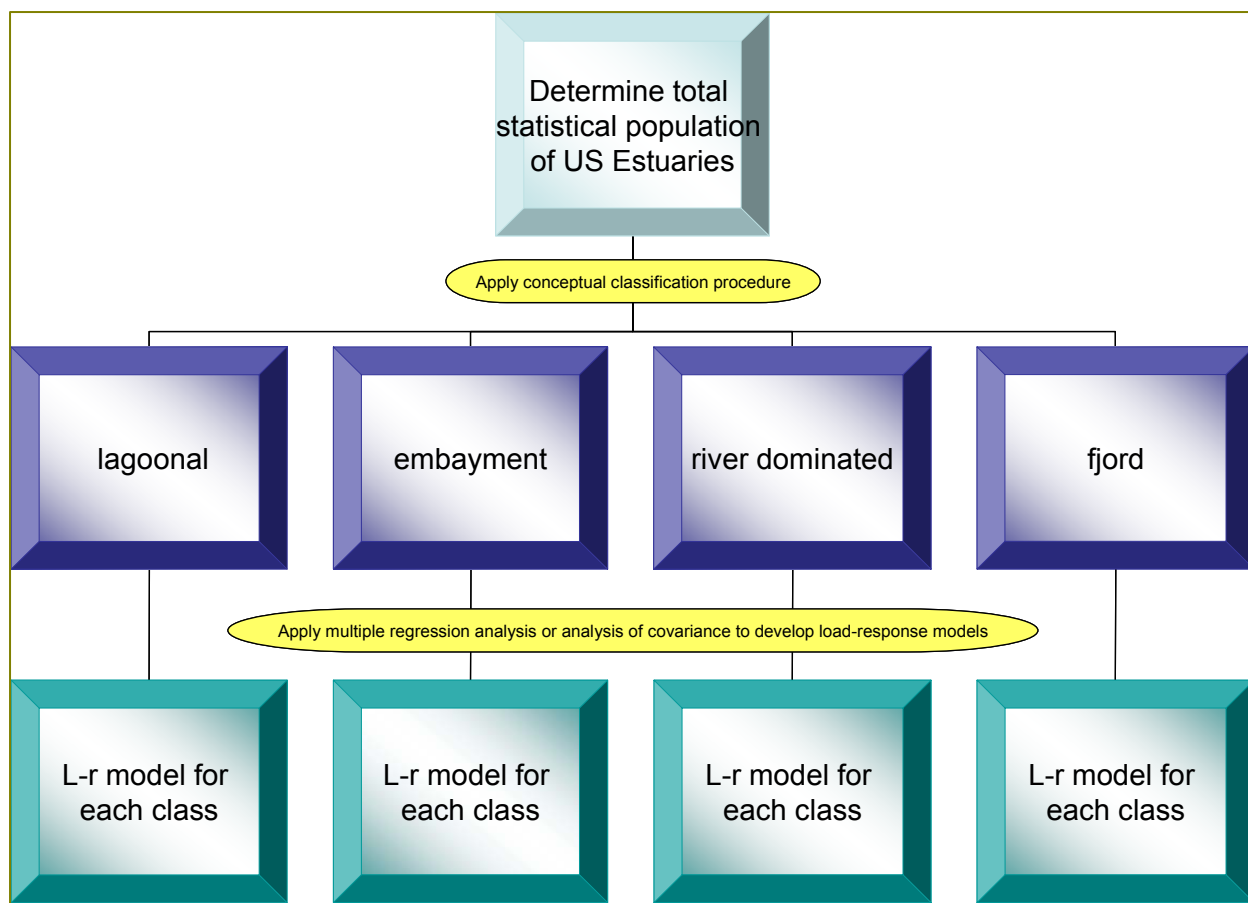 Determine total
statistical population
of US Estuaries
Apply conceptual classification procedure
lagoonal
embayment
river dominated
fjord
Apply multiple regression analysis or analysis of covariance to develop load-response models
L-r model for
each class
L-r model for
each class
L-r model for
each class
L-r model for
each class